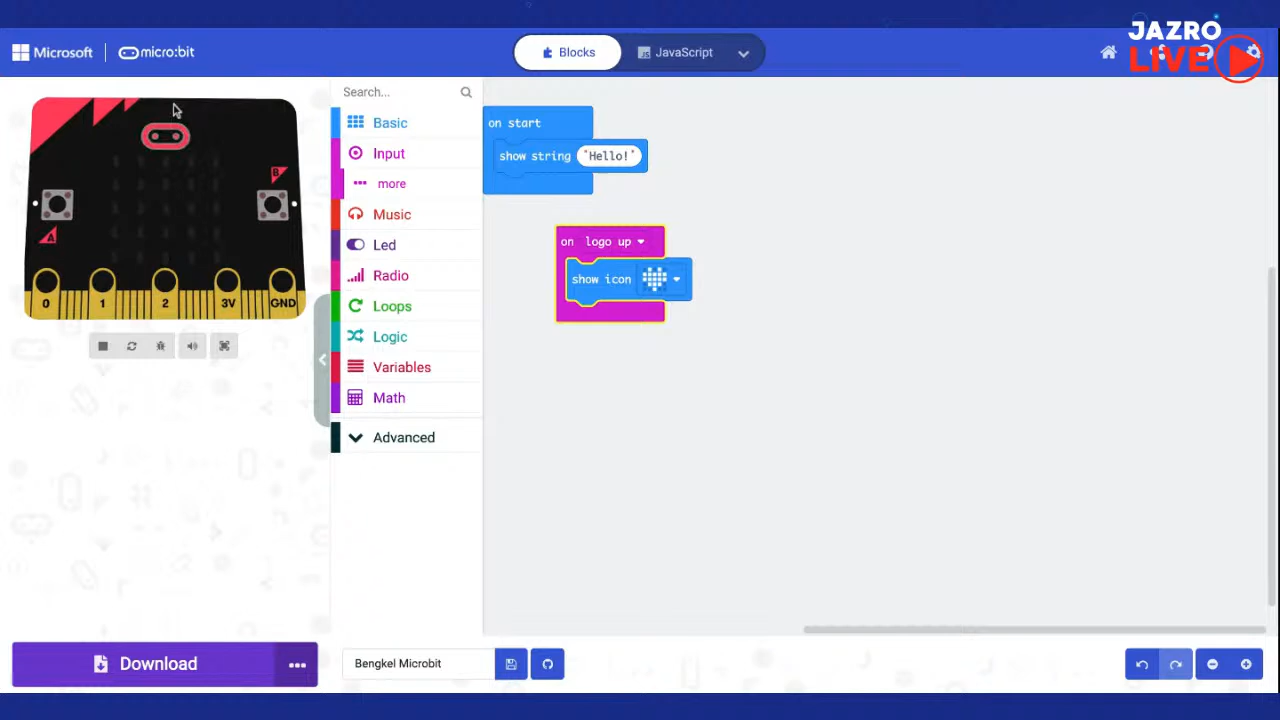 JAZRO
LIVE
Microsoft
micro:bit
Blocks
JavaScript
JS
Search...
Basic
Input
more
Music
Led
Radio
Loops
Logic
Variables
Math
Advanced
on start
show string "Hello!"
on logo up
show icon
A
B
0
1
2
3V
GND
Download
Bengkel Microbit